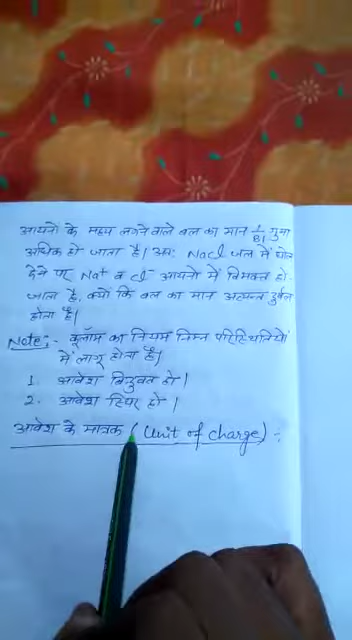 आयनों के मध्य लगने वाले बल का मान 1/81 गुना
अधिक हो जाता है। अतः NaCl जल में घोल
देने पर Na+ व Cl- आयनों में विभक्त हो
जाता है, क्यों कि बल का मान अत्यन्त दुर्बल
होता है।
Note:- कूलॉम का नियम निम्न परिस्थितियों
में लागू होता है।
1. आवेश बिन्दुवत हो।
2. आवेश स्थिर हो।
आवेश के मात्रक (Unit of charge) :-